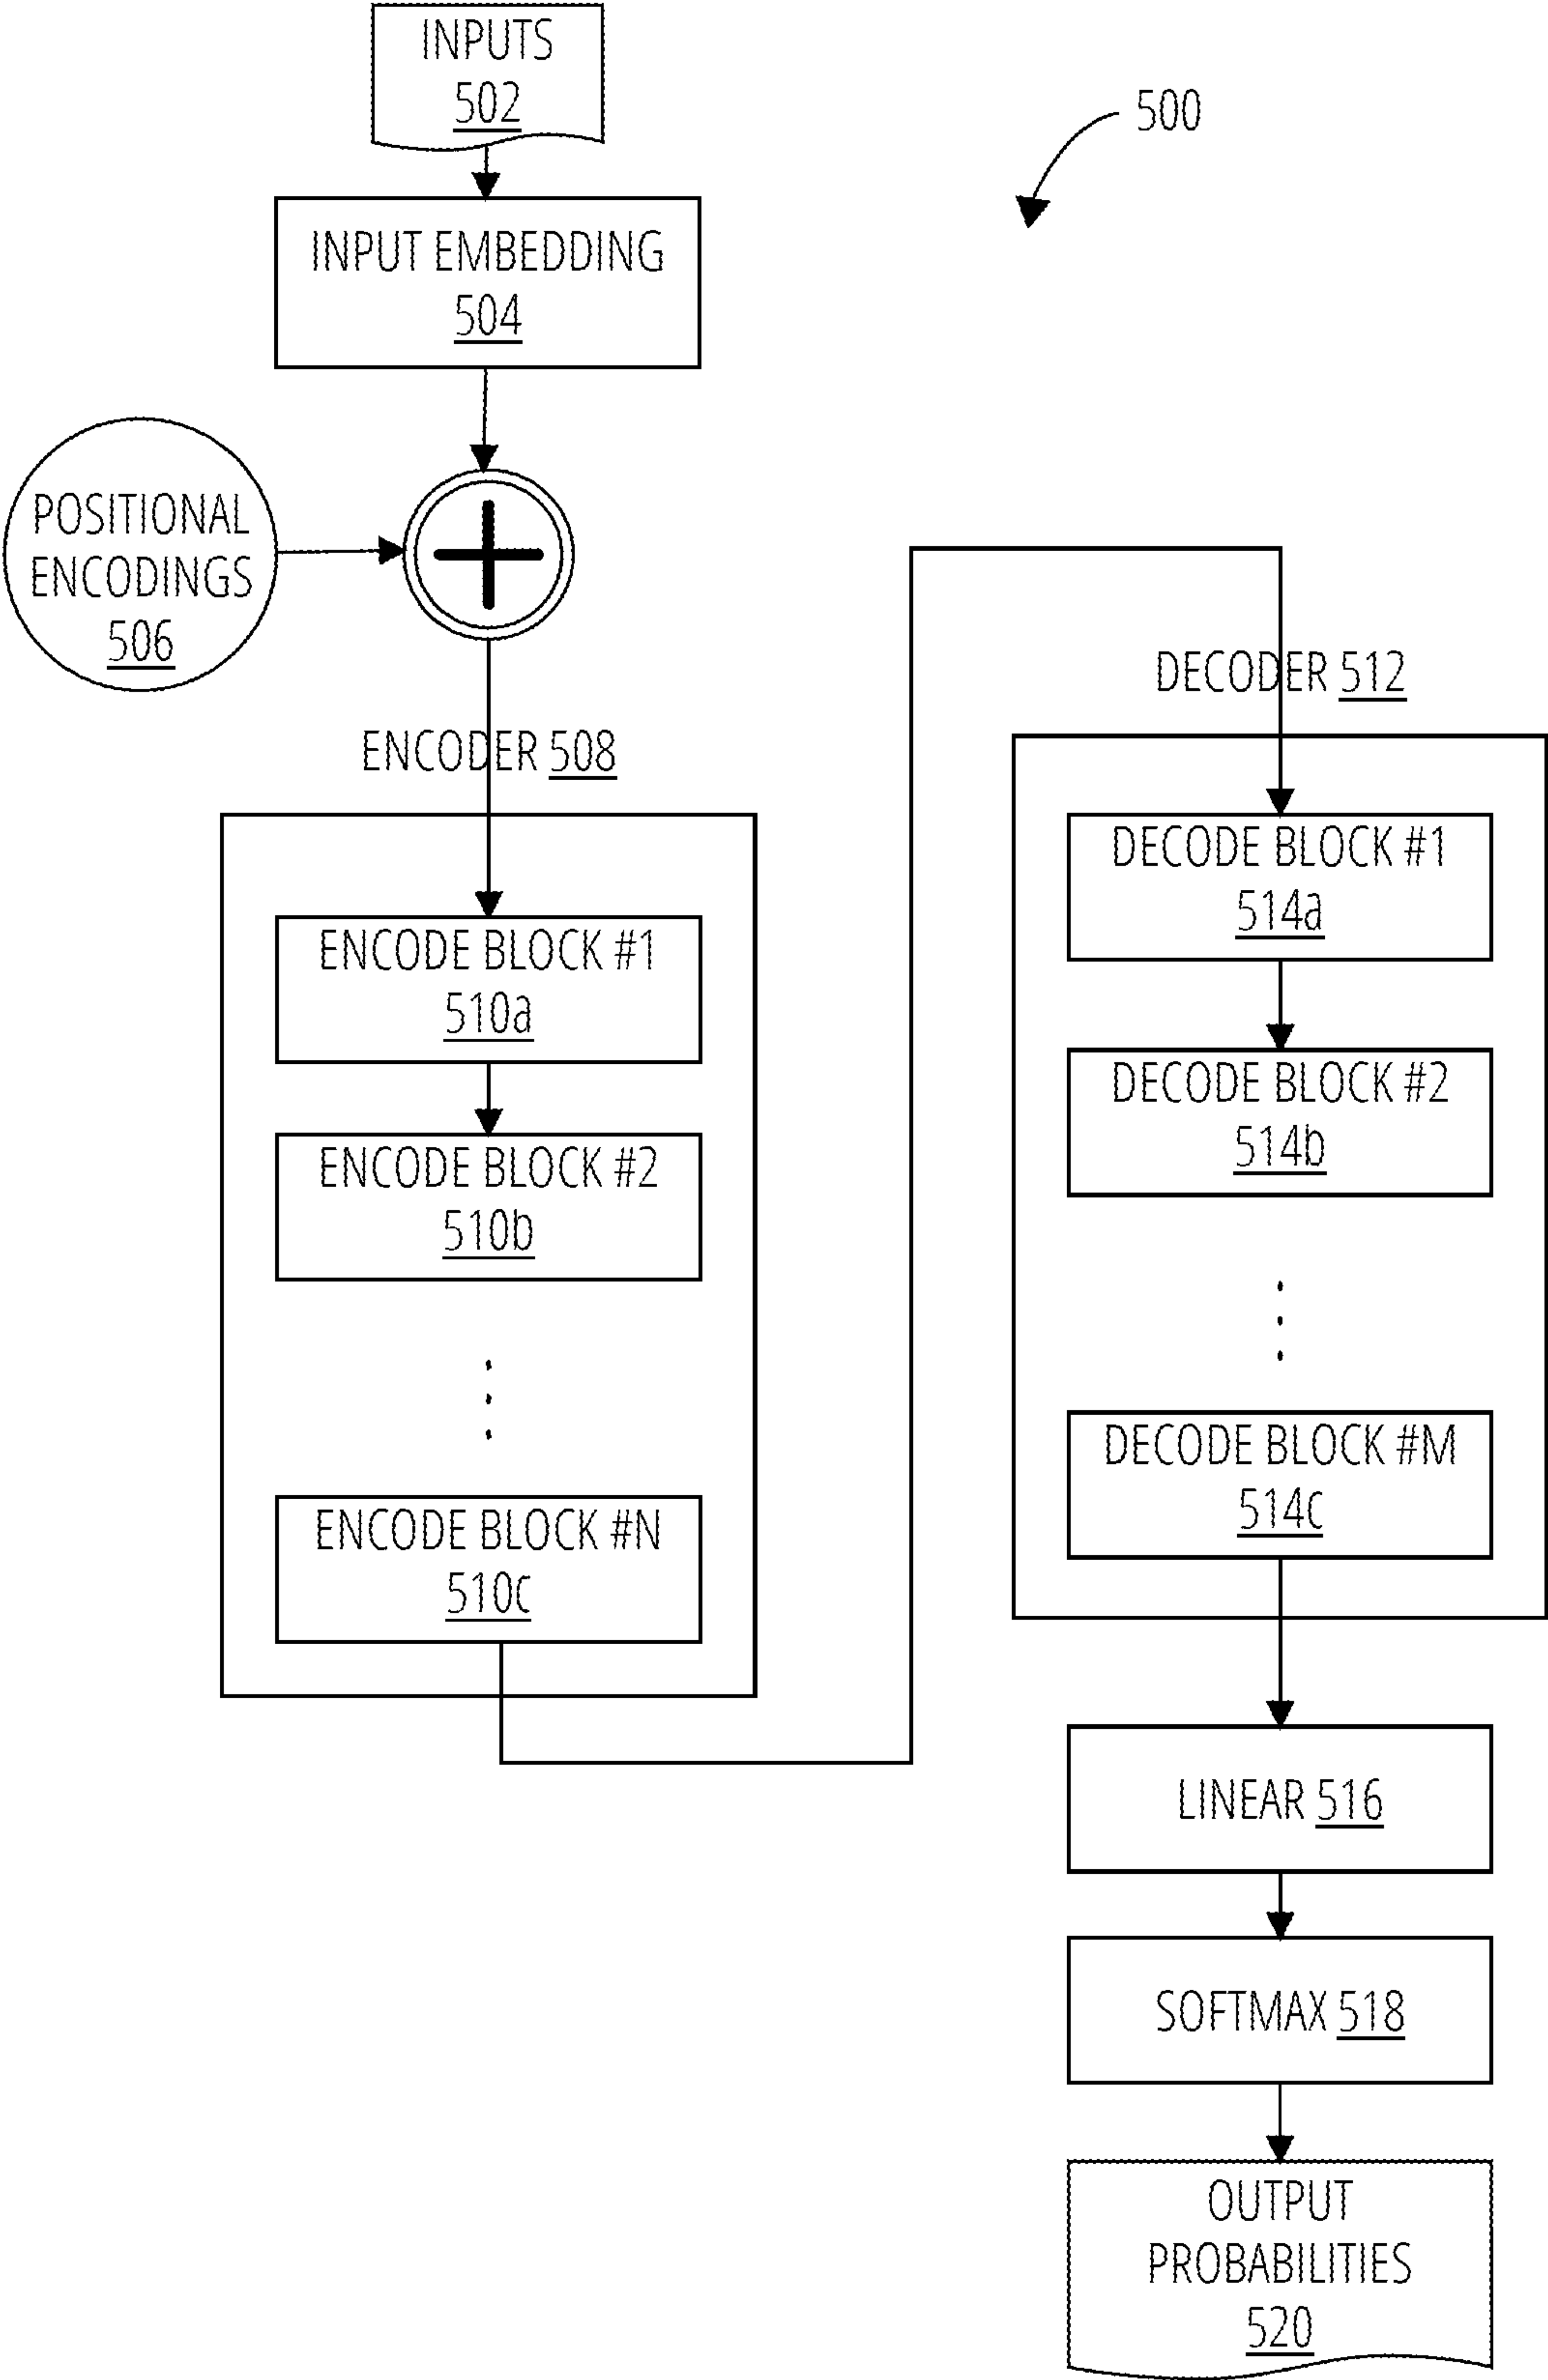 INPUTS
502
500
INPUT EMBEDDING
504
POSITIONAL
ENCODINGS
506
ENCODER 508
ENCODE BLOCK #1
510a
ENCODE BLOCK #2
510b
ENCODE BLOCK #N
510c
DECODER 512
DECODE BLOCK #1
514a
DECODE BLOCK #2
514b
DECODE BLOCK #M
514c
LINEAR 516
SOFTMAX 518
OUTPUT
PROBABILITIES
520